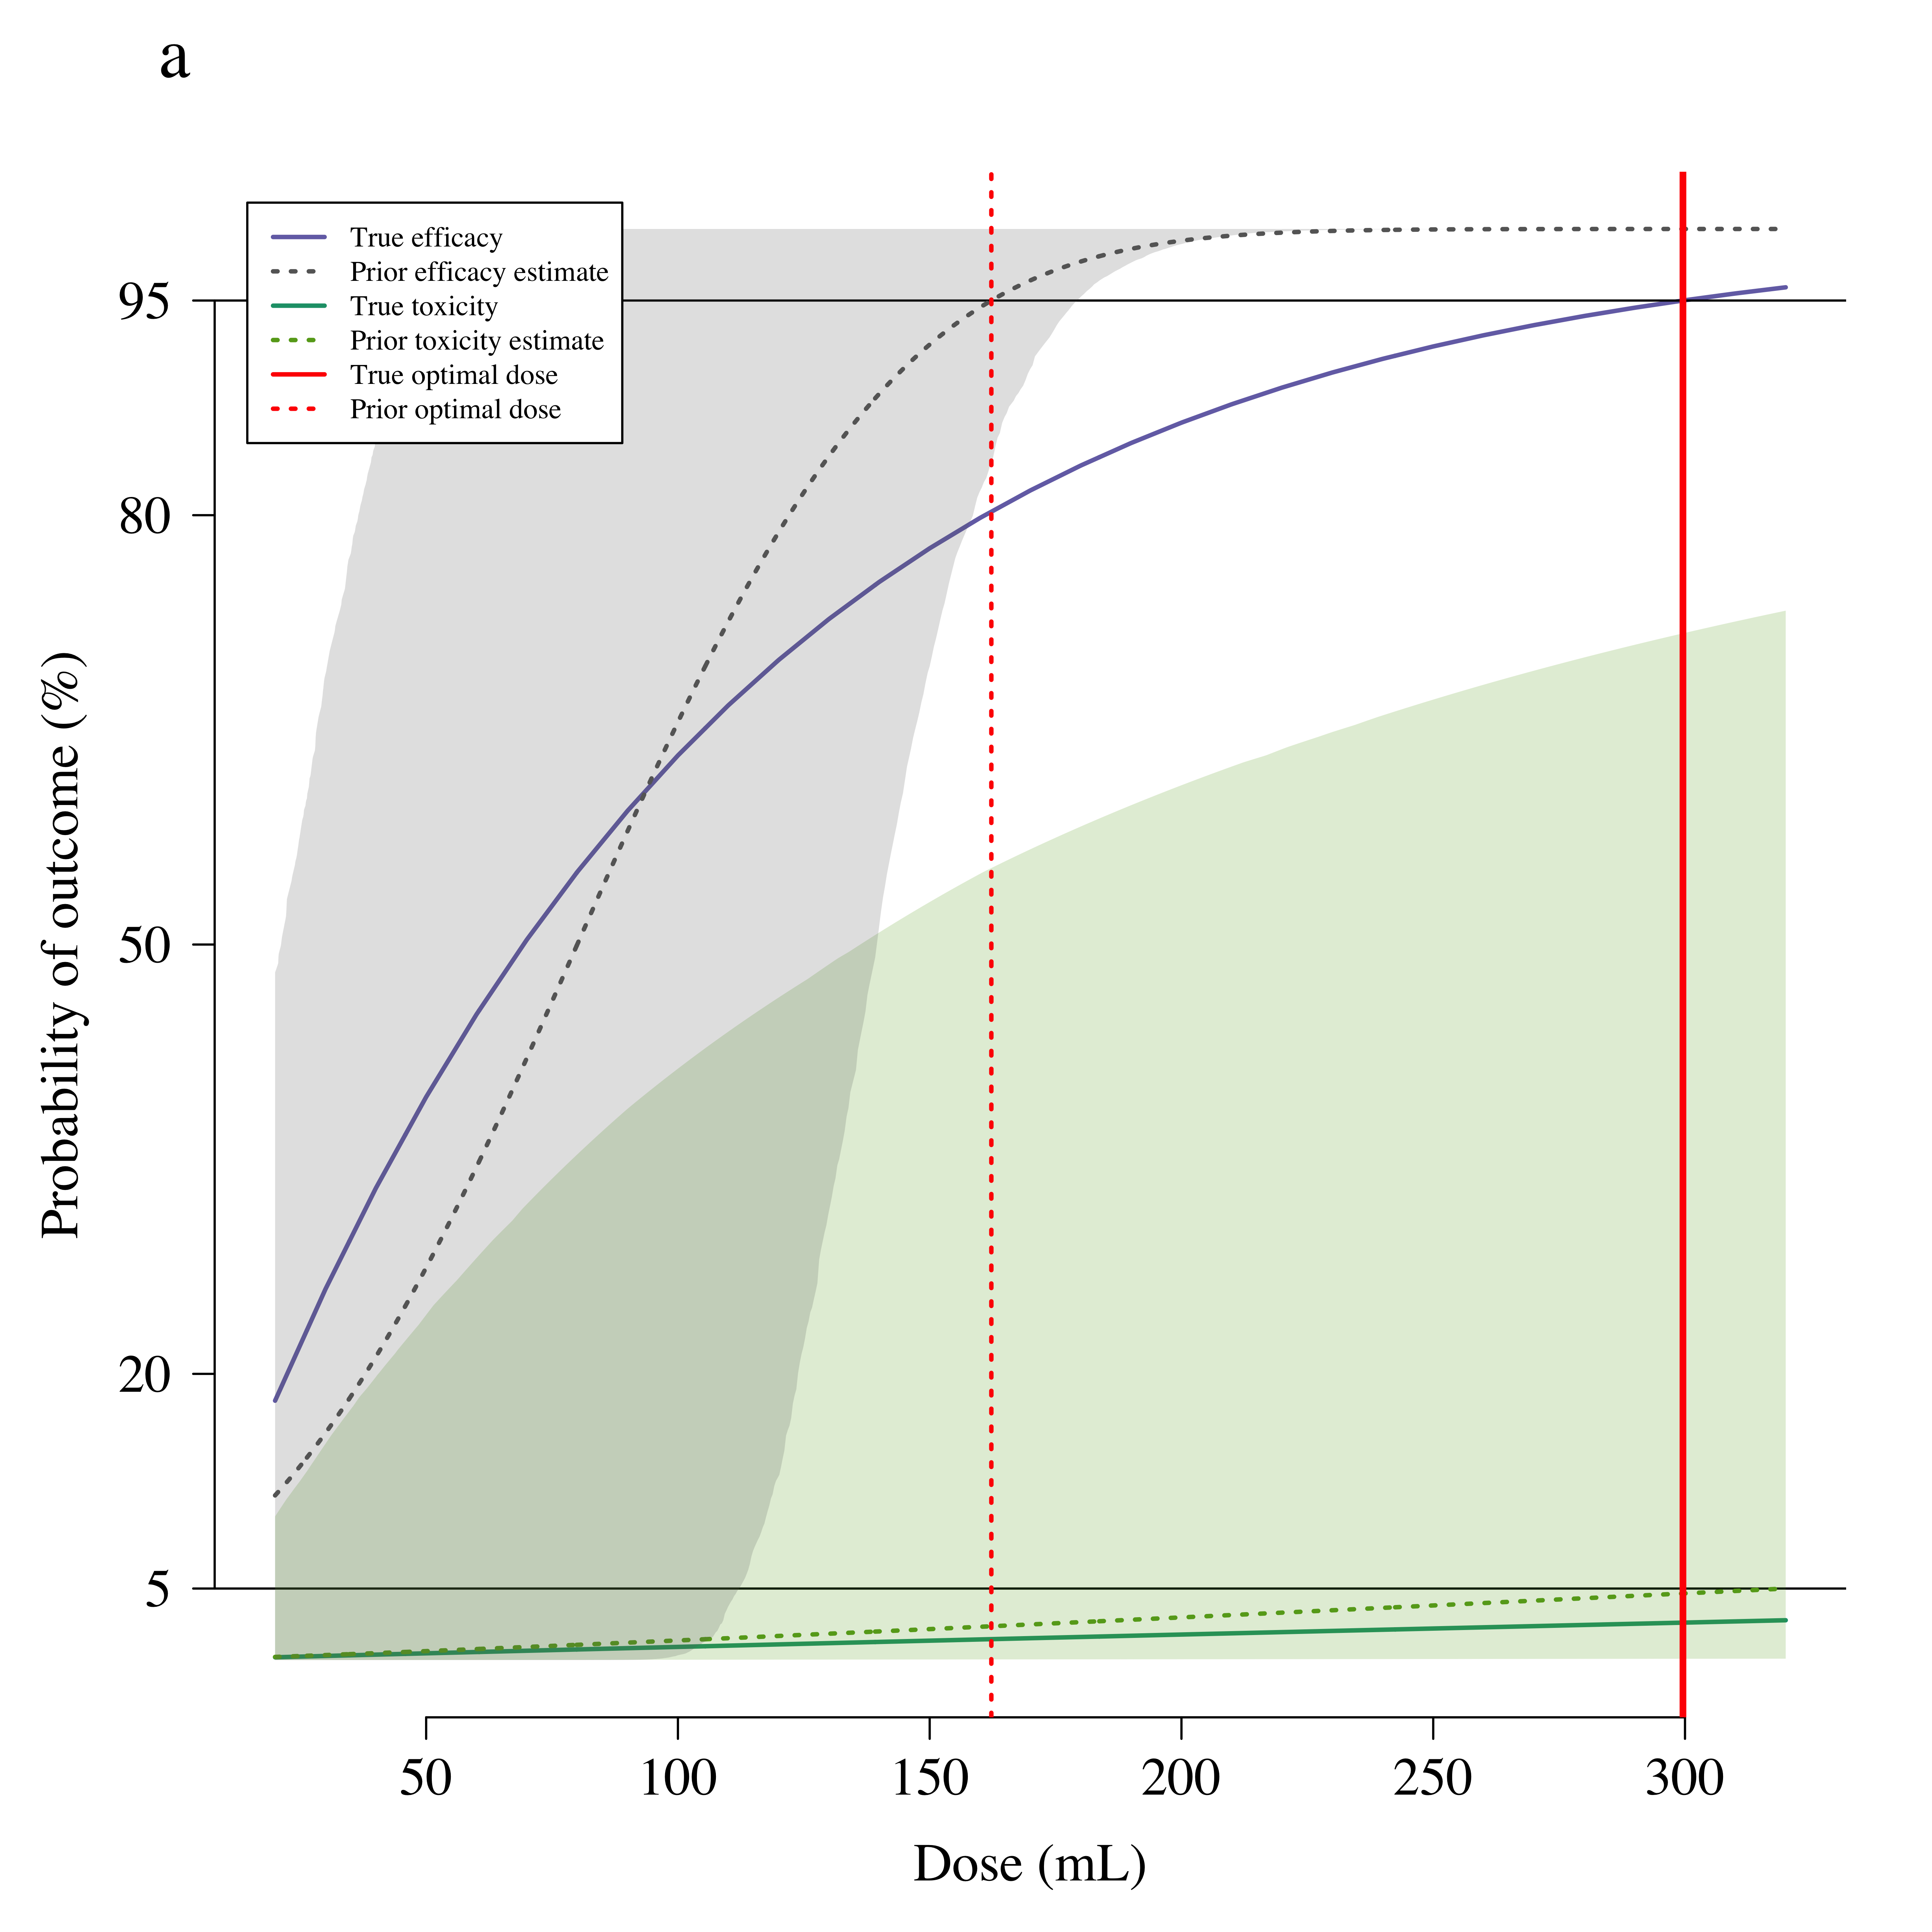 a
True efficacy
Prior efficacy estimate
True toxicity
Prior toxicity estimate
True optimal dose
Prior optimal dose
95
80
50
20
5
Probability of outcome (%)
50 100 150 200 250 300
Dose (mL)